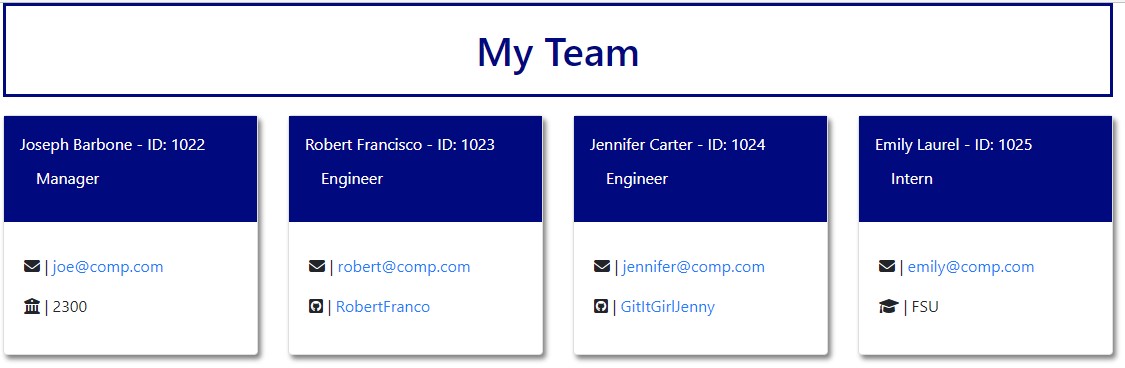 My Team
Joseph Barbone - ID: 1022
Manager
| joe@comp.com
| 2300
Robert Francisco - ID: 1023
Engineer
| robert@comp.com
| RobertFranco
Jennifer Carter - ID: 1024
Engineer
| jennifer@comp.com
| GitItGirlJenny
Emily Laurel - ID: 1025
Intern
| emily@comp.com
| FSU